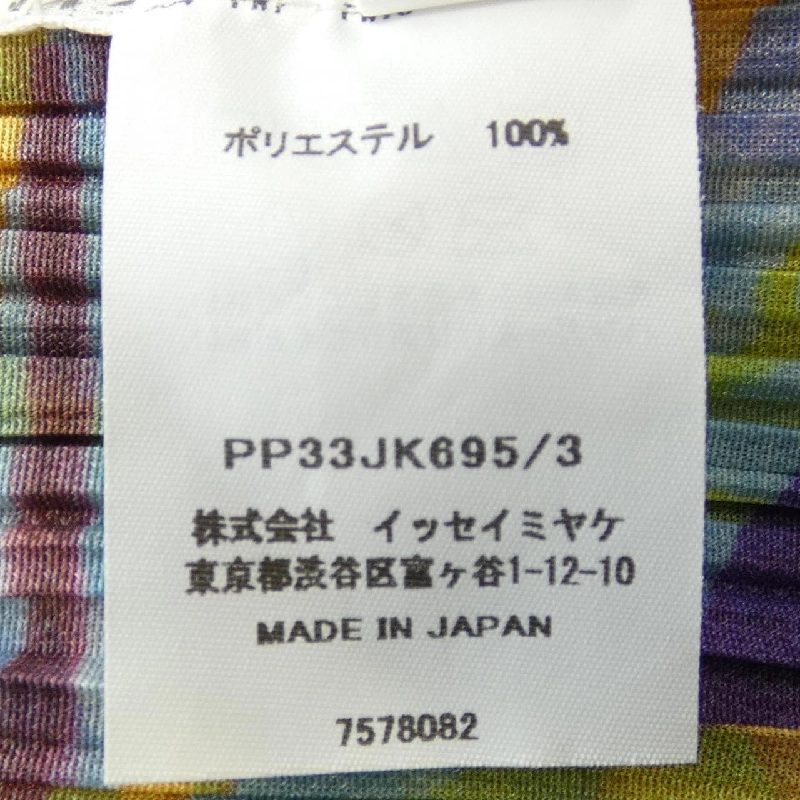 ポリエステル 100%
PP33JK695/3
株式会社 イッセイミヤケ
東京都渋谷区富ヶ谷1-12-10
MADE IN JAPAN
7578082